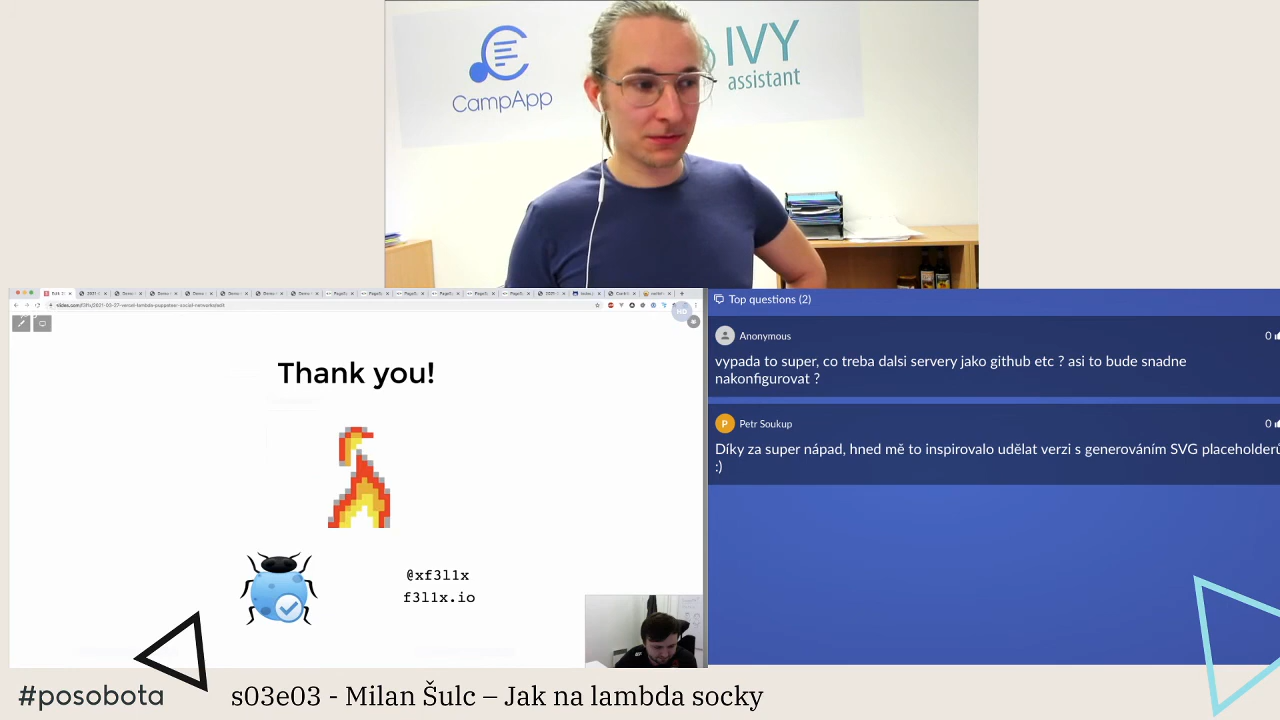 CampApp
IVY
assistant
Thank you!
@xf3l1x
f3l1x.io
HD
Top questions (2)
Anonymous
0
vypada to super, co treba dalsi servery jako github etc ? asi to bude snadne
nakonfigurovat ?
P
Petr Soukup
0
Díky za super nápad, hned mě to inspirovalo udělat verzi s generováním SVG placeholderů
:)
#posobota
s03e03 - Milan Šulc – Jak na lambda socky